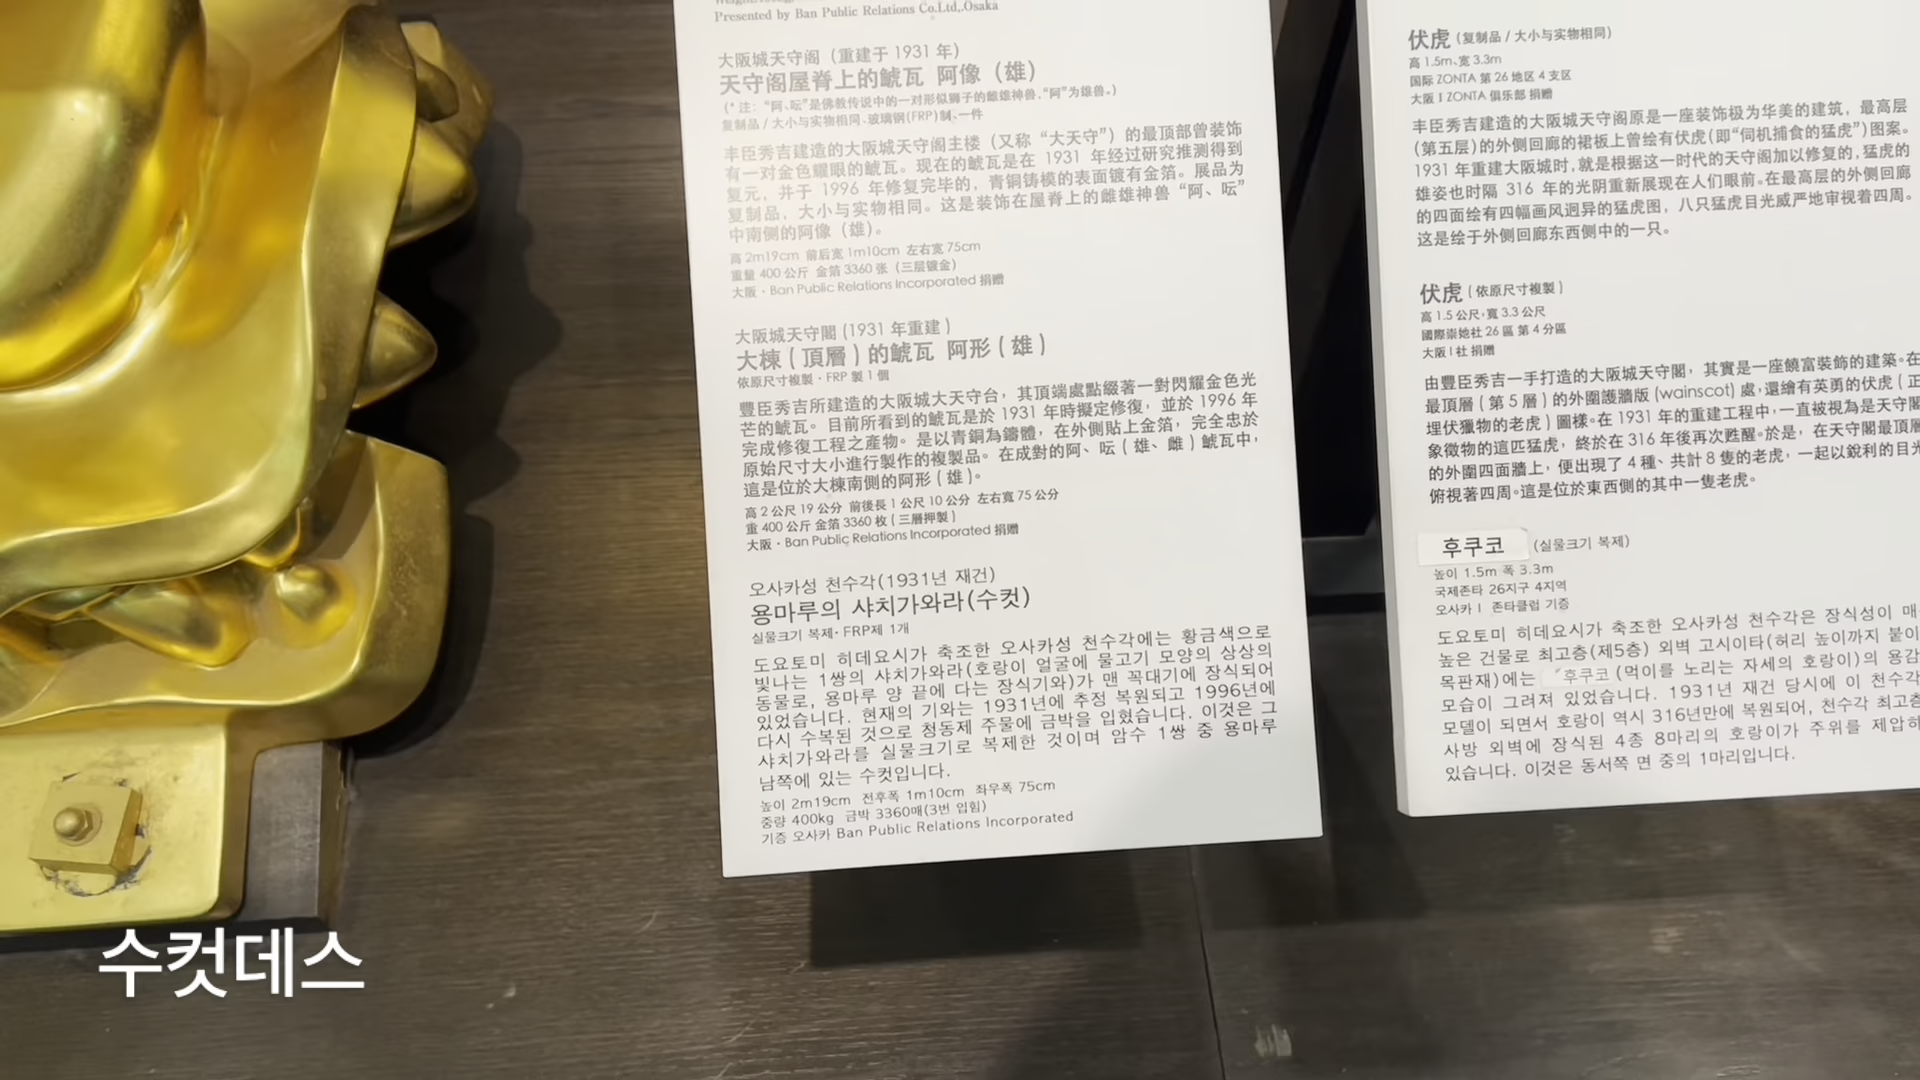 Presented by Ban Public Relations Co.Ltd,.Osaka
大阪城天守阁（重建于 1931 年）
天守阁屋脊上的鯱瓦 阿像（雄）
（* 注：“阿、呍”是佛教传说中的一对形似狮子的雌雄神兽，“阿”为雄兽。）
复制品 / 大小与实物相同、玻璃钢(FRP)制、一件
丰臣秀吉建造的大阪城天守阁主楼（又称“大天守”）的最顶部曾装饰
有一对金色耀眼的鯱瓦。现在的鯱瓦是在 1931 年经过研究推测得到
复元，并于 1996 年修复完毕的，青铜铸模的表面镀有金箔。展品为
复制品，大小与实物相同。这是装饰在屋脊上的雌雄神兽“阿、呍”
中南侧的阿像（雄）。
高 2m19cm 前后宽 1m10cm 左右宽 75cm
重量 400 公斤 金箔 3360 张（三层镀金）
大阪・Ban Public Relations Incorporated 捐赠
大阪城天守閣 (1931 年重建 )
大棟 ( 頂層 ) 的鯱瓦 阿形 ( 雄 )
依原尺寸複製・FRP 製 1 個
豐臣秀吉所建造的大阪城大天守台，其頂端處點綴著一對閃耀金色光
芒的鯱瓦。目前所看到的鯱瓦是於 1931 年時擬定修復，並於 1996 年
完成修復工程之產物。是以青銅為鑄體，在外側貼上金箔，完全忠於
原始尺寸大小進行製作的複製品。在成對的阿、呍 ( 雄、雌 ) 鯱瓦中，
這是位於大棟南側的阿形 ( 雄 )。
高 2 公尺 19 公分 前後長 1 公尺 10 公分 左右寬 75 公分
重 400 公斤 金箔 3360 枚 ( 三層押製 )
大阪・Ban Public Relations Incorporated 捐贈
오사카성 천수각(1931년 재건)
용마루의 샤치가와라(수컷)
실물크기 복제・FRP제 1개
도요토미 히데요시가 축조한 오사카성 천수각에는 황금색으로
빛나는 1쌍의 샤치가와라(호랑이 얼굴에 물고기 모양의 상상의
동물로, 용마루 양 끝에 다는 장식기와)가 맨 꼭대기에 장식되어
있었습니다. 현재의 기와는 1931년에 추정 복원되고 1996년에
다시 수복된 것으로 청동제 주물에 금박을 입혔습니다. 이것은 그
샤치가와라를 실물크기로 복제한 것이며 암수 1쌍 중 용마루
남쪽에 있는 수컷입니다.
높이 2m19cm 전후폭 1m10cm 좌우폭 75cm
중량 400kg 금박 3360매(3번 입힘)
기증 오사카 Ban Public Relations Incorporated
伏虎 (复制品 / 大小与实物相同)
高 1.5m、宽 3.3m
国际 ZONTA 第 26 地区 4 支区
大阪 I ZONTA 俱乐部 捐赠
丰臣秀吉建造的大阪城天守阁原是一座装饰极为华美的建筑，最高层
(第五层)的外侧回廊的裙板上曾绘有伏虎(即“伺机捕食的猛虎”)图案。
1931 年重建大阪城时，就是根据这一时代的天守阁加以修复的，猛虎的
雄姿也时隔 316 年的光阴重新展现在人们眼前。在最高层的外侧回廊
的四面绘有四幅画风迥异的猛虎图，八只猛虎目光威严地审视着四周。
这是绘于外侧回廊东西侧中的一只。
伏虎 ( 依原尺寸複製 )
高 1.5 公尺，寬 3.3 公尺
國際崇她社 26 區 第 4 分區
大阪 I 社 捐贈
由豐臣秀吉一手打造的大阪城天守閣，其實是一座饒富裝飾的建築。在
最頂層 ( 第 5 層 ) 的外圍護牆版 (wainscot) 處，還繪有英勇的伏虎 ( 正
埋伏獵物的老虎 ) 圖樣。在 1931 年的重建工程中，一直被視為是天守閣
象徵物的這匹猛虎，終於在 316 年後再次甦醒。於是，在天守閣最頂層
的外圍四面牆上，便出現了 4 種、共計 8 隻的老虎，一起以銳利的目光
俯視著四周。這是位於東西側的其中一隻老虎。
후쿠코 (실물크기 복제)
높이 1.5m 폭 3.3m
국제존타 26지구 4지역
오사카 I 존타클럽 기증
도요토미 히데요시가 축조한 오사카성 천수각은 장식성이 매
높은 건물로 최고층(제5층) 외벽 고시이타(허리 높이까지 붙이
목판재)에는 “후쿠코 (먹이를 노리는 자세의 호랑이)의 용감
모습이 그려져 있었습니다. 1931년 재건 당시에 이 천수각
모델이 되면서 호랑이 역시 316년만에 복원되어, 천수각 최고층
사방 외벽에 장식된 4종 8마리의 호랑이가 주위를 제압하
있습니다. 이것은 동서쪽 면 중의 1마리입니다.
수컷데스